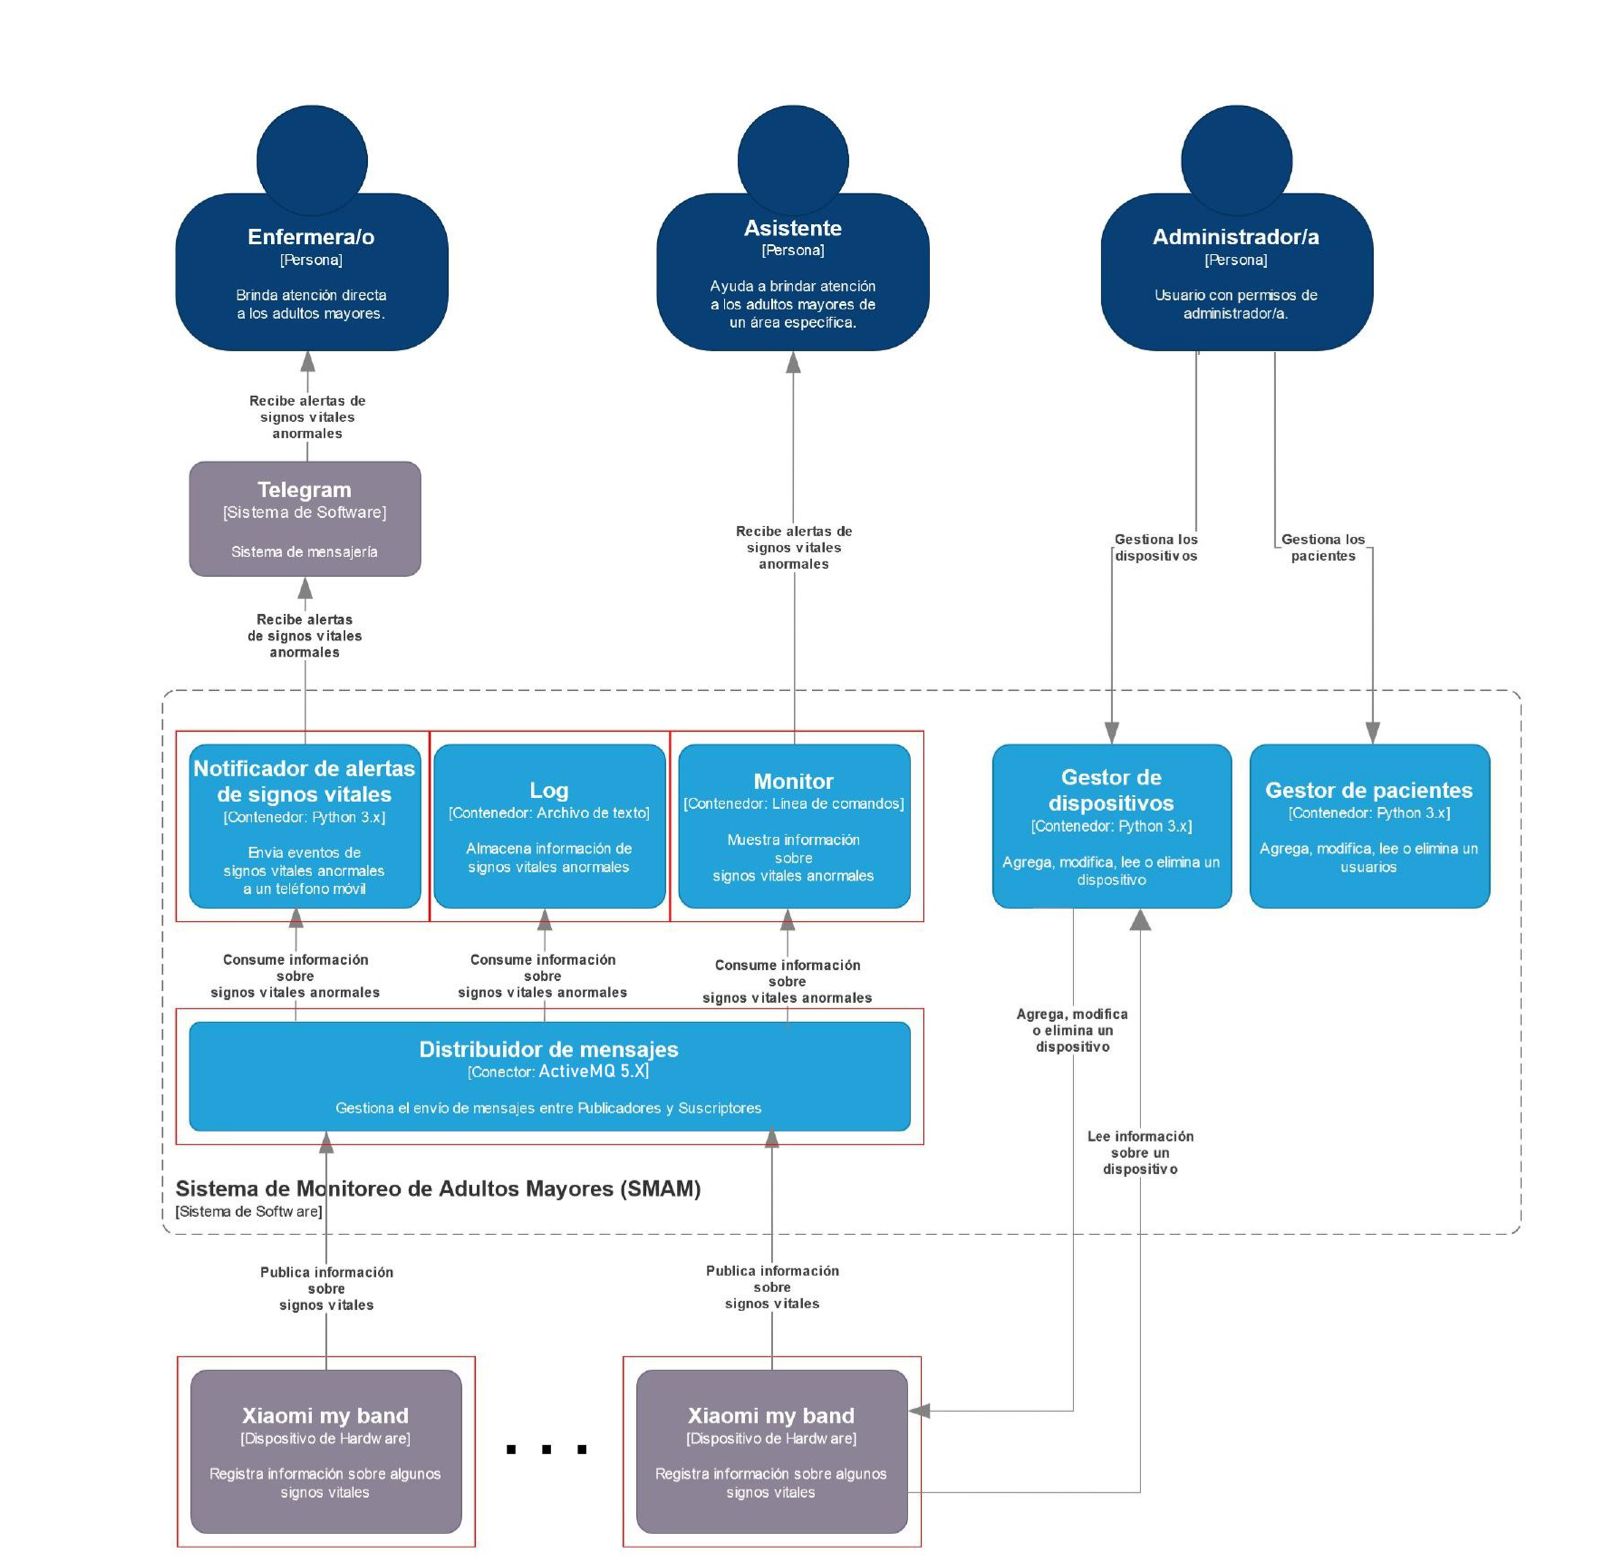 Enfermera/o
[Persona]
Brinda atención directa
a los adultos mayores.
Asistente
[Persona]
Ayuda a brindar atención
a los adultos mayores de
un área específica.
Administrador/a
[Persona]
Usuario con permisos de
administrador/a.
Recibe alertas de
signos vitales
anormales
Telegram
[Sistema de Software]
Sistema de mensajería
Recibe alertas
de signos vitales
anormales
Recibe alertas de
signos vitales
anormales
Gestiona los
dispositivos
Gestiona los
pacientes
Notificador de alertas
de signos vitales
[Contenedor: Python 3.x]
Envia eventos de
signos vitales anormales
a un teléfono móvil
Log
[Contenedor: Archivo de texto]
Almacena información de
signos vitales anormales
Monitor
[Contenedor: Línea de comandos]
Muestra información
sobre
signos vitales anormales
Gestor de
dispositivos
[Contenedor: Python 3.x]
Agrega, modifica, lee o elimina un
dispositivo
Gestor de pacientes
[Contenedor: Python 3.x]
Agrega, modifica, lee o elimina un
usuarios
Consume información
sobre
signos vitales anormales
Consume información
sobre
signos vitales anormales
Consume información
sobre
signos vitales anormales
Agrega, modifica
o elimina un
dispositivo
Distribuidor de mensajes
[Conector: ActiveMQ 5.X]
Gestiona el envío de mensajes entre Publicadores y Suscriptores
Lee información
sobre un
dispositivo
Sistema de Monitoreo de Adultos Mayores (SMAM)
[Sistema de Software]
Publica información
sobre
signos vitales
Publica información
sobre
signos vitales
Xiaomi my band
[Dispositivo de Hardware]
Registra información sobre algunos
signos vitales
. . .
Xiaomi my band
[Dispositivo de Hardware]
Registra información sobre algunos
signos vitales